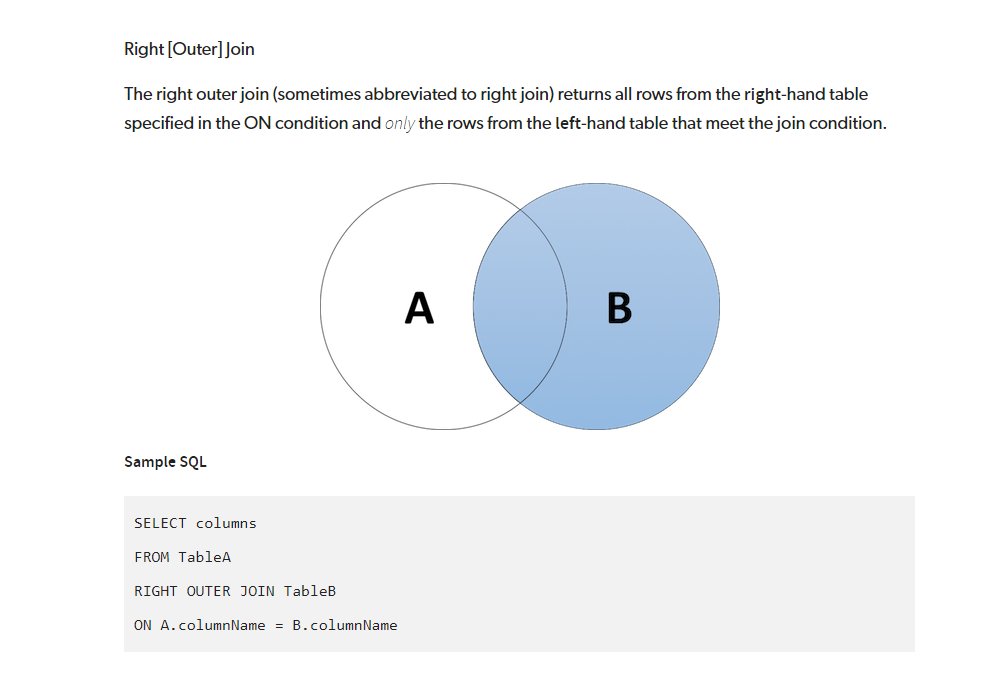 Right [Outer] Join
The right outer join (sometimes abbreviated to right join) returns all rows from the right-hand table
specified in the ON condition and only the rows from the left-hand table that meet the join condition.
A
B
Sample SQL
SELECT columns
FROM TableA
RIGHT OUTER JOIN TableB
ON A.columnName = B.columnName